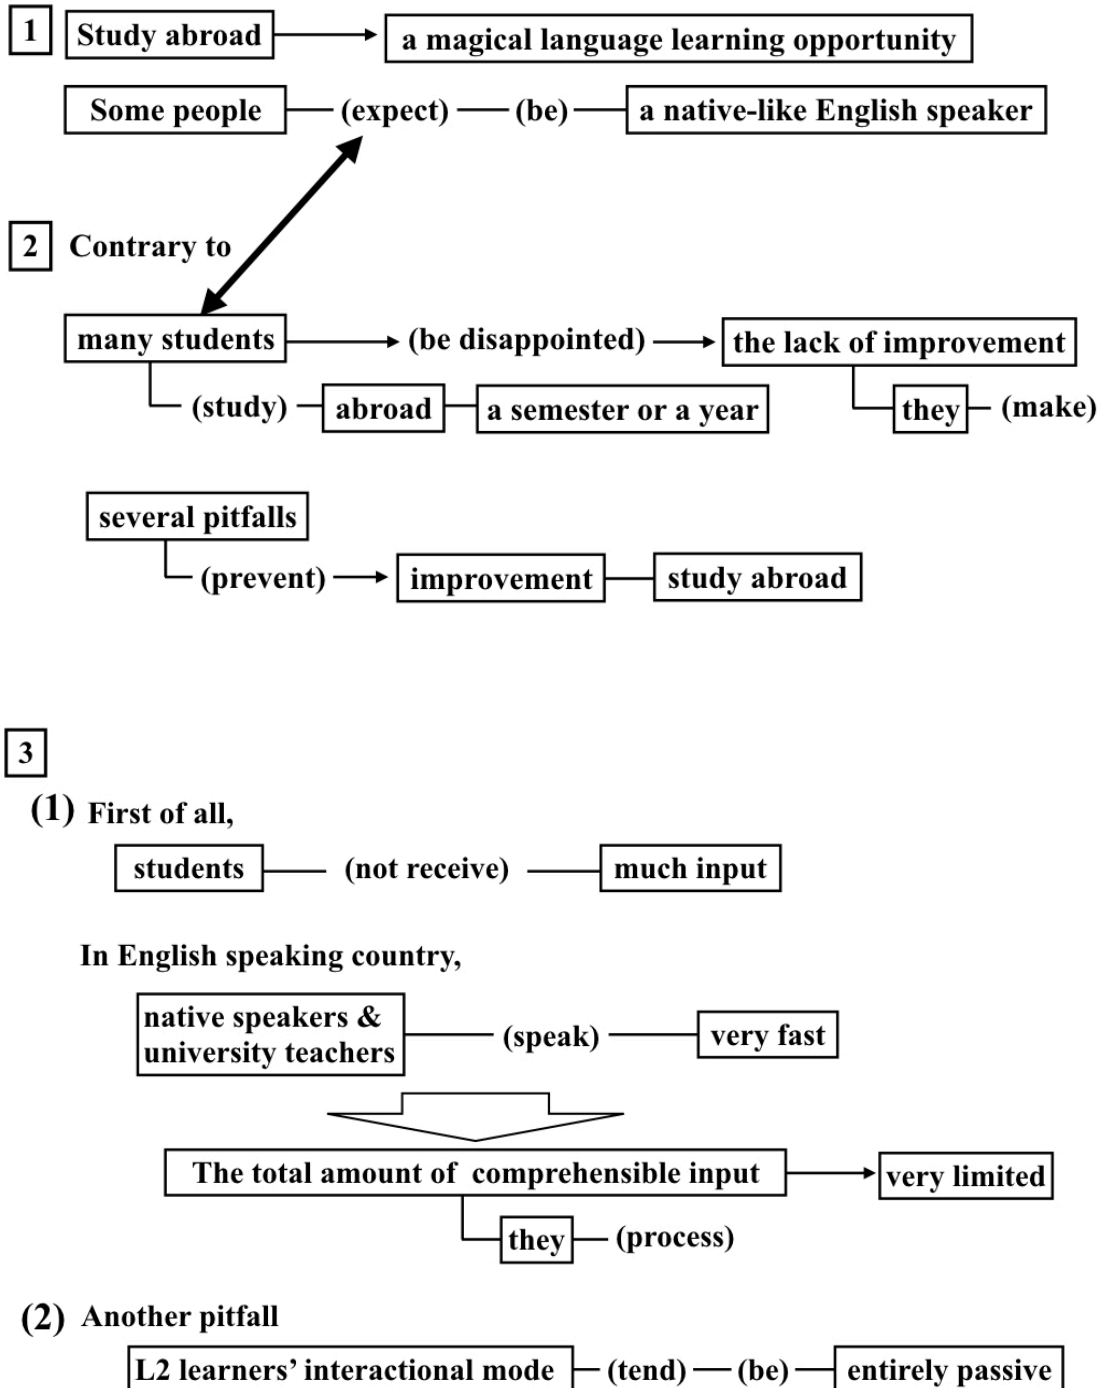 1 Study abroad a magical language learning opportunity
Some people (expect) (be) a native-like English speaker
2 Contrary to
many students (be disappointed) the lack of improvement
(study) abroad a semester or a year they (make)
several pitfalls
(prevent) improvement study abroad
3
(1) First of all,
students (not receive) much input
In English speaking country,
native speakers &
university teachers (speak) very fast
The total amount of comprehensible input very limited
they (process)
(2) Another pitfall
L2 learners' interactional mode (tend) (be) entirely passive